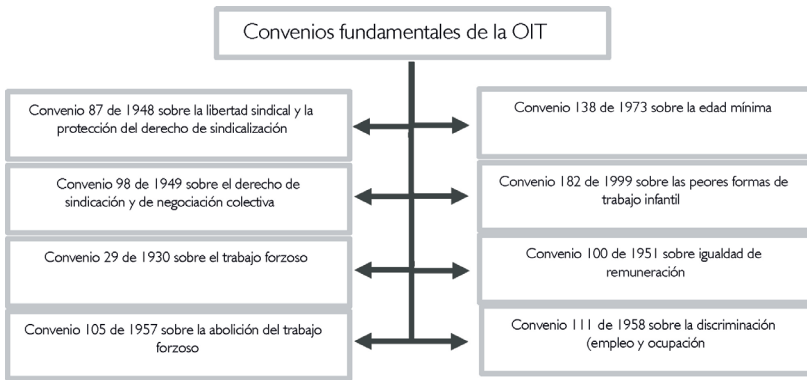 Convenios fundamentales de la OIT
Convenio 87 de 1948 sobre la libertad sindical y la
protección del derecho de sindicalización
Convenio 98 de 1949 sobre el derecho de
sindicación y de negociación colectiva
Convenio 29 de 1930 sobre el trabajo forzoso
Convenio 105 de 1957 sobre la abolición del trabajo
forzoso
Convenio 138 de 1973 sobre la edad mínima
Convenio 182 de 1999 sobre las peores formas de
trabajo infantil
Convenio 100 de 1951 sobre igualdad de
remuneración
Convenio 111 de 1958 sobre la discriminación
(empleo y ocupación